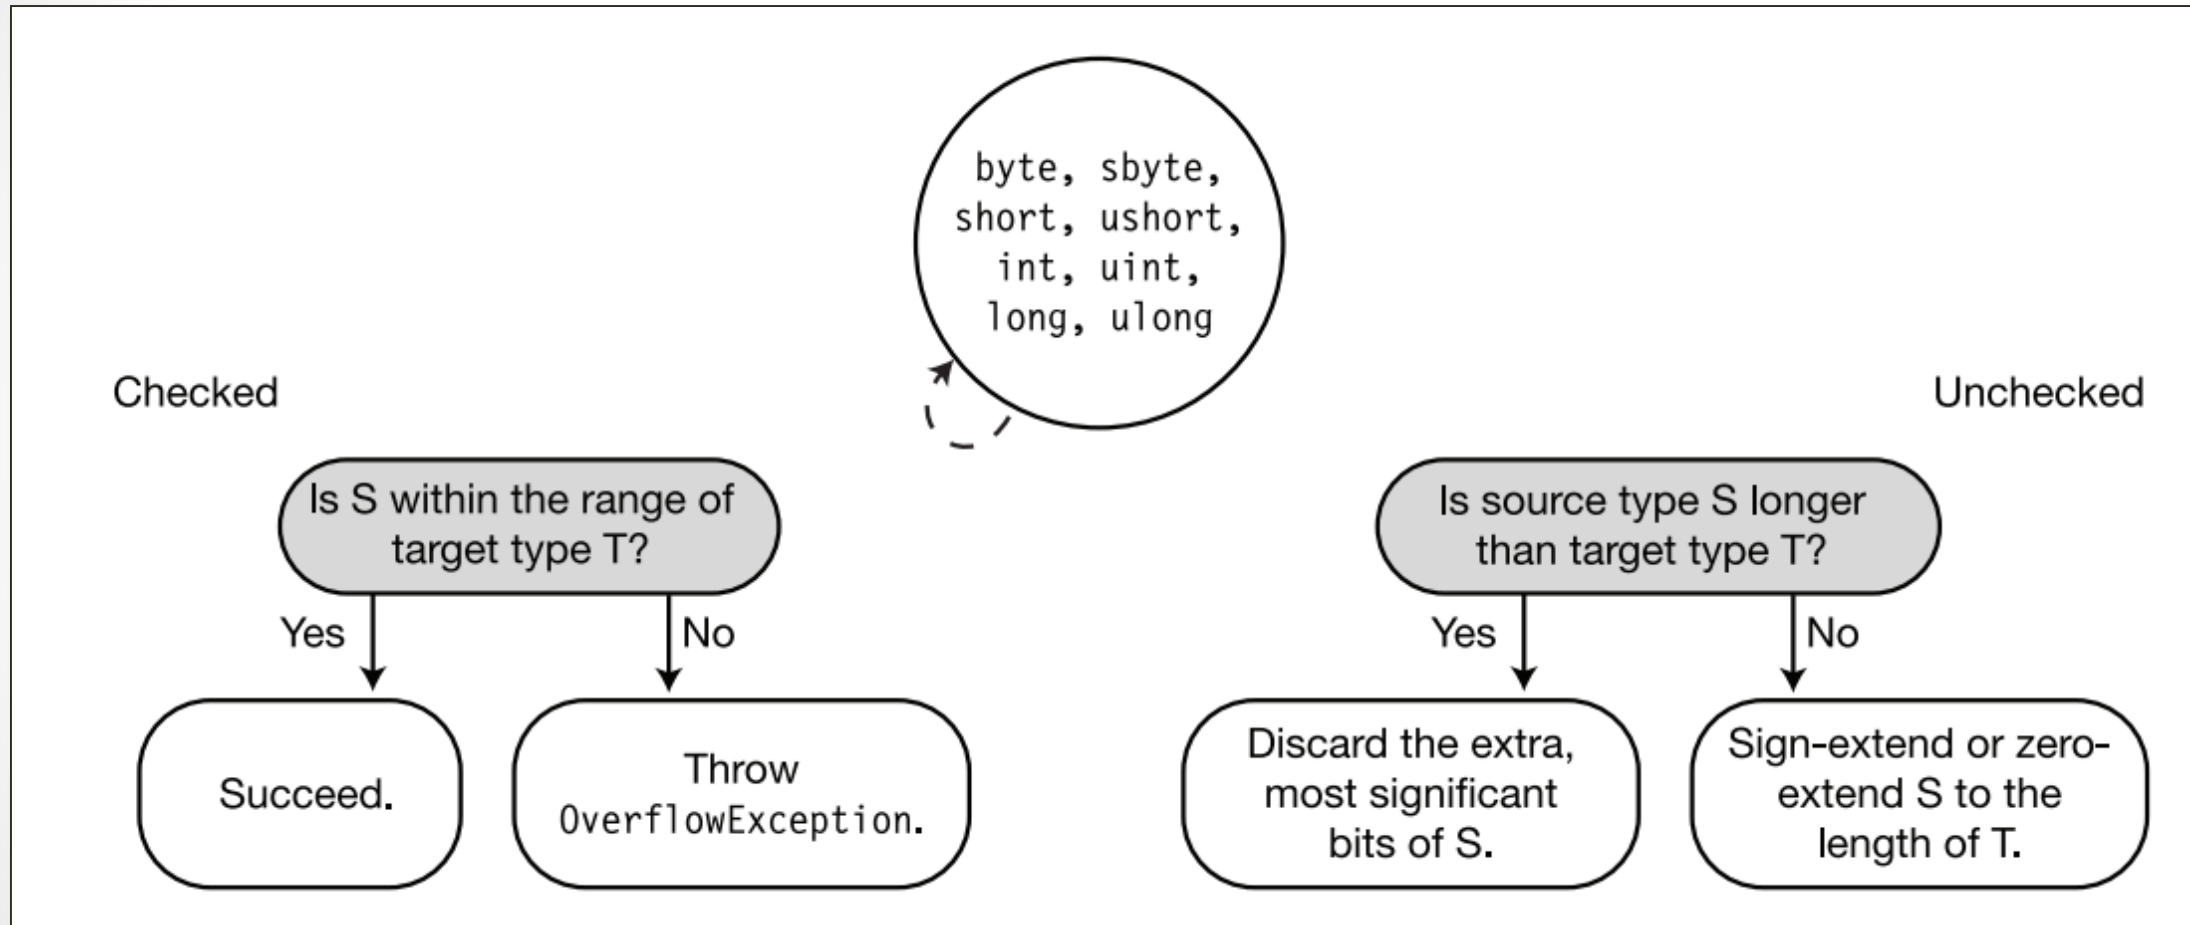 byte, sbyte,
short, ushort,
int, uint,
long, ulong
Checked
Unchecked
Is S within the range of
target type T?
Yes
No
Succeed.
Throw
OverflowException.
Is source type S longer
than target type T?
Yes
No
Discard the extra,
most significant
bits of S.
Sign-extend or zero-
extend S to the
length of T.